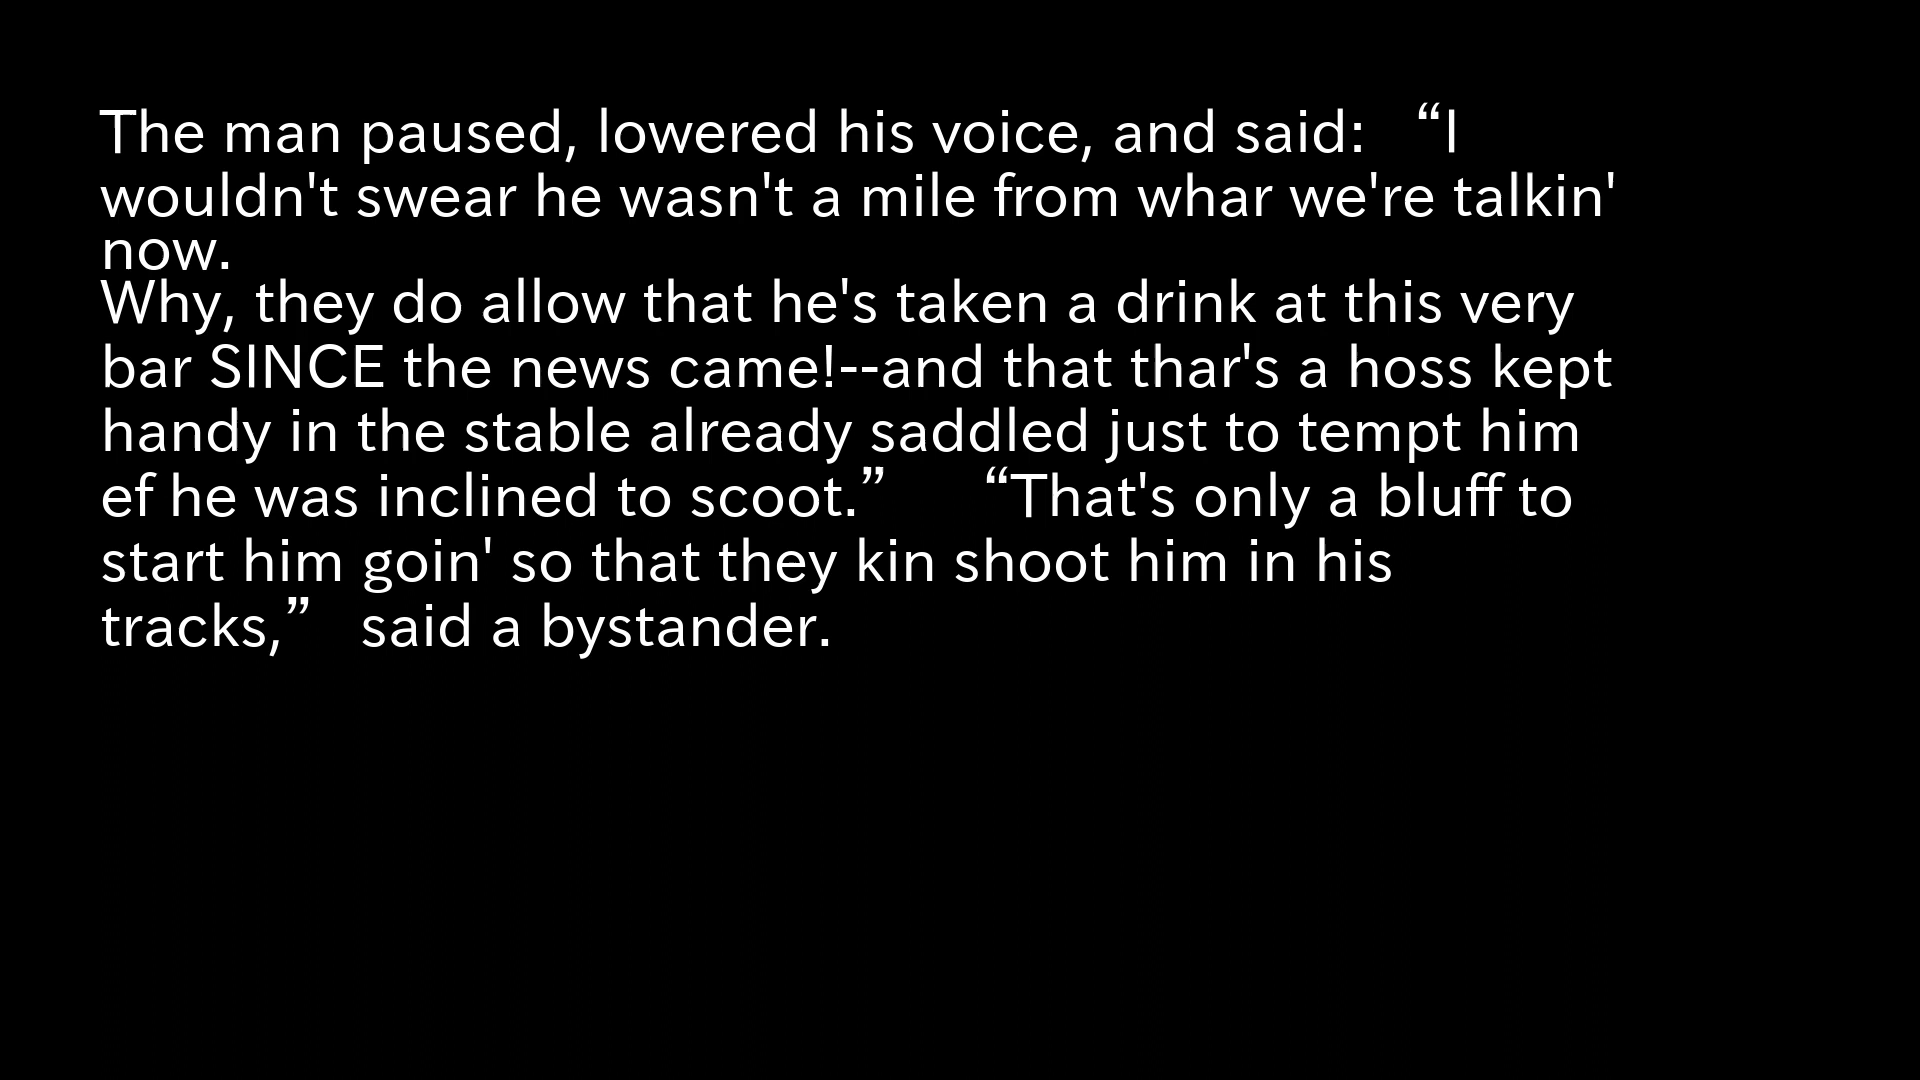 The man paused, lowered his voice, and said: “I
wouldn't swear he wasn't a mile from whar we're talkin'
now.
Why, they do allow that he's taken a drink at this very
bar SINCE the news came!--and that thar's a hoss kept
handy in the stable already saddled just to tempt him
ef he was inclined to scoot.” “That's only a bluff to
start him goin' so that they kin shoot him in his
tracks,” said a bystander.